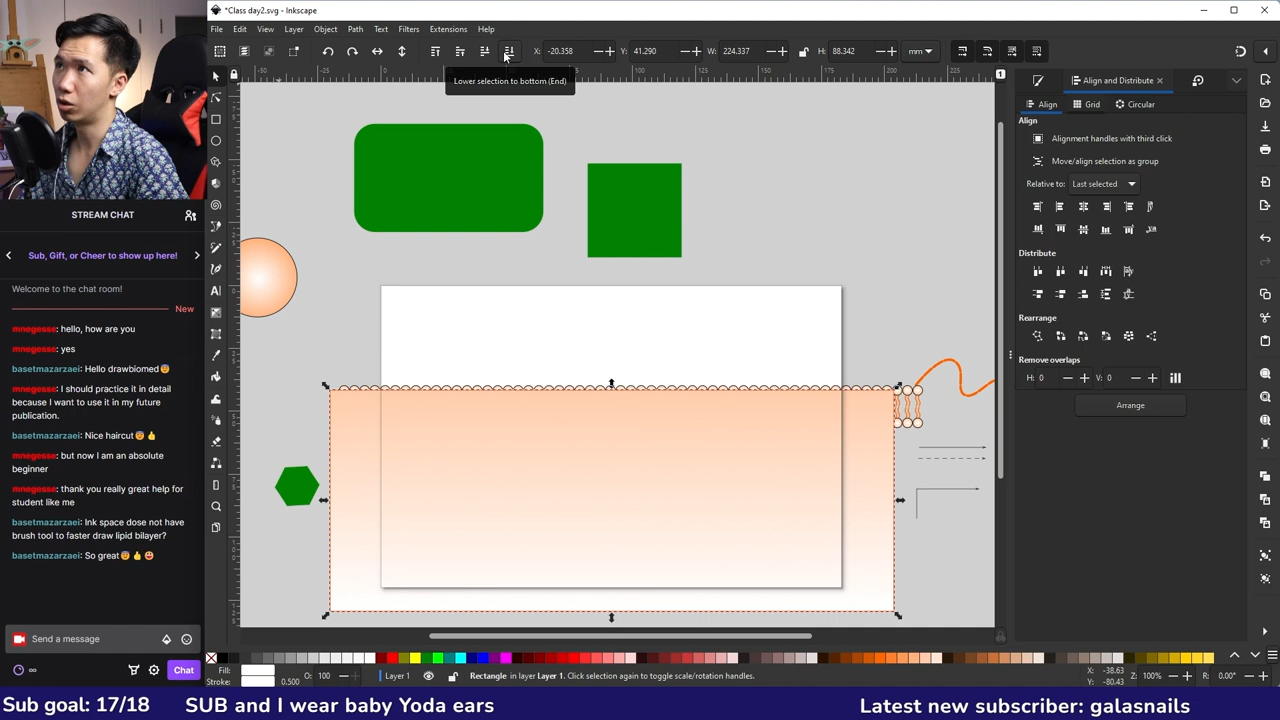 *Class day2.svg - Inkscape
File Edit View Layer Object Path Text Filters Extensions Help
X: -20.358 Y: 41.290 W: 224.337 H: 88.342 mm
Lower selection to bottom (End)
Align and Distribute
Align Grid Circular
Align
Alignment handles with third click
Move/align selection as group
Relative to: Last selected
Distribute
Rearrange
Remove overlaps
H: 0 V: 0
Arrange
STREAM CHAT
Sub, Gift, or Cheer to show up here!
Welcome to the chat room!
New
mnegesse: hello, how are you
mnegesse: yes
basetmazarzaei: Hello drawbiomed😇
mnegesse: I should practice it in detail
because I want to use it in my future
publication.
basetmazarzaei: Nice haircut😇👍
mnegesse: but now I am an absolute
beginner
mnegesse: thank you really great help for
student like me
basetmazarzaei: Ink space dose not have
brush tool to faster draw lipid bilayer?
basetmazarzaei: So great😇👍😃
Send a message
Chat
Fill:
Stroke: 0.500
O: 100
Layer 1
Rectangle in layer Layer 1. Click selection again to toggle scale/rotation handles.
X: -38.63
Y: -80.43
Z: 100%
R: 0.00°
Sub goal: 17/18 SUB and I wear baby Yoda ears Latest new subscriber: galasnails